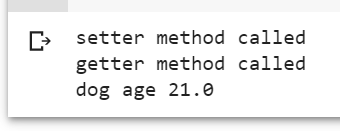 setter method called
getter method called
dog age 21.0